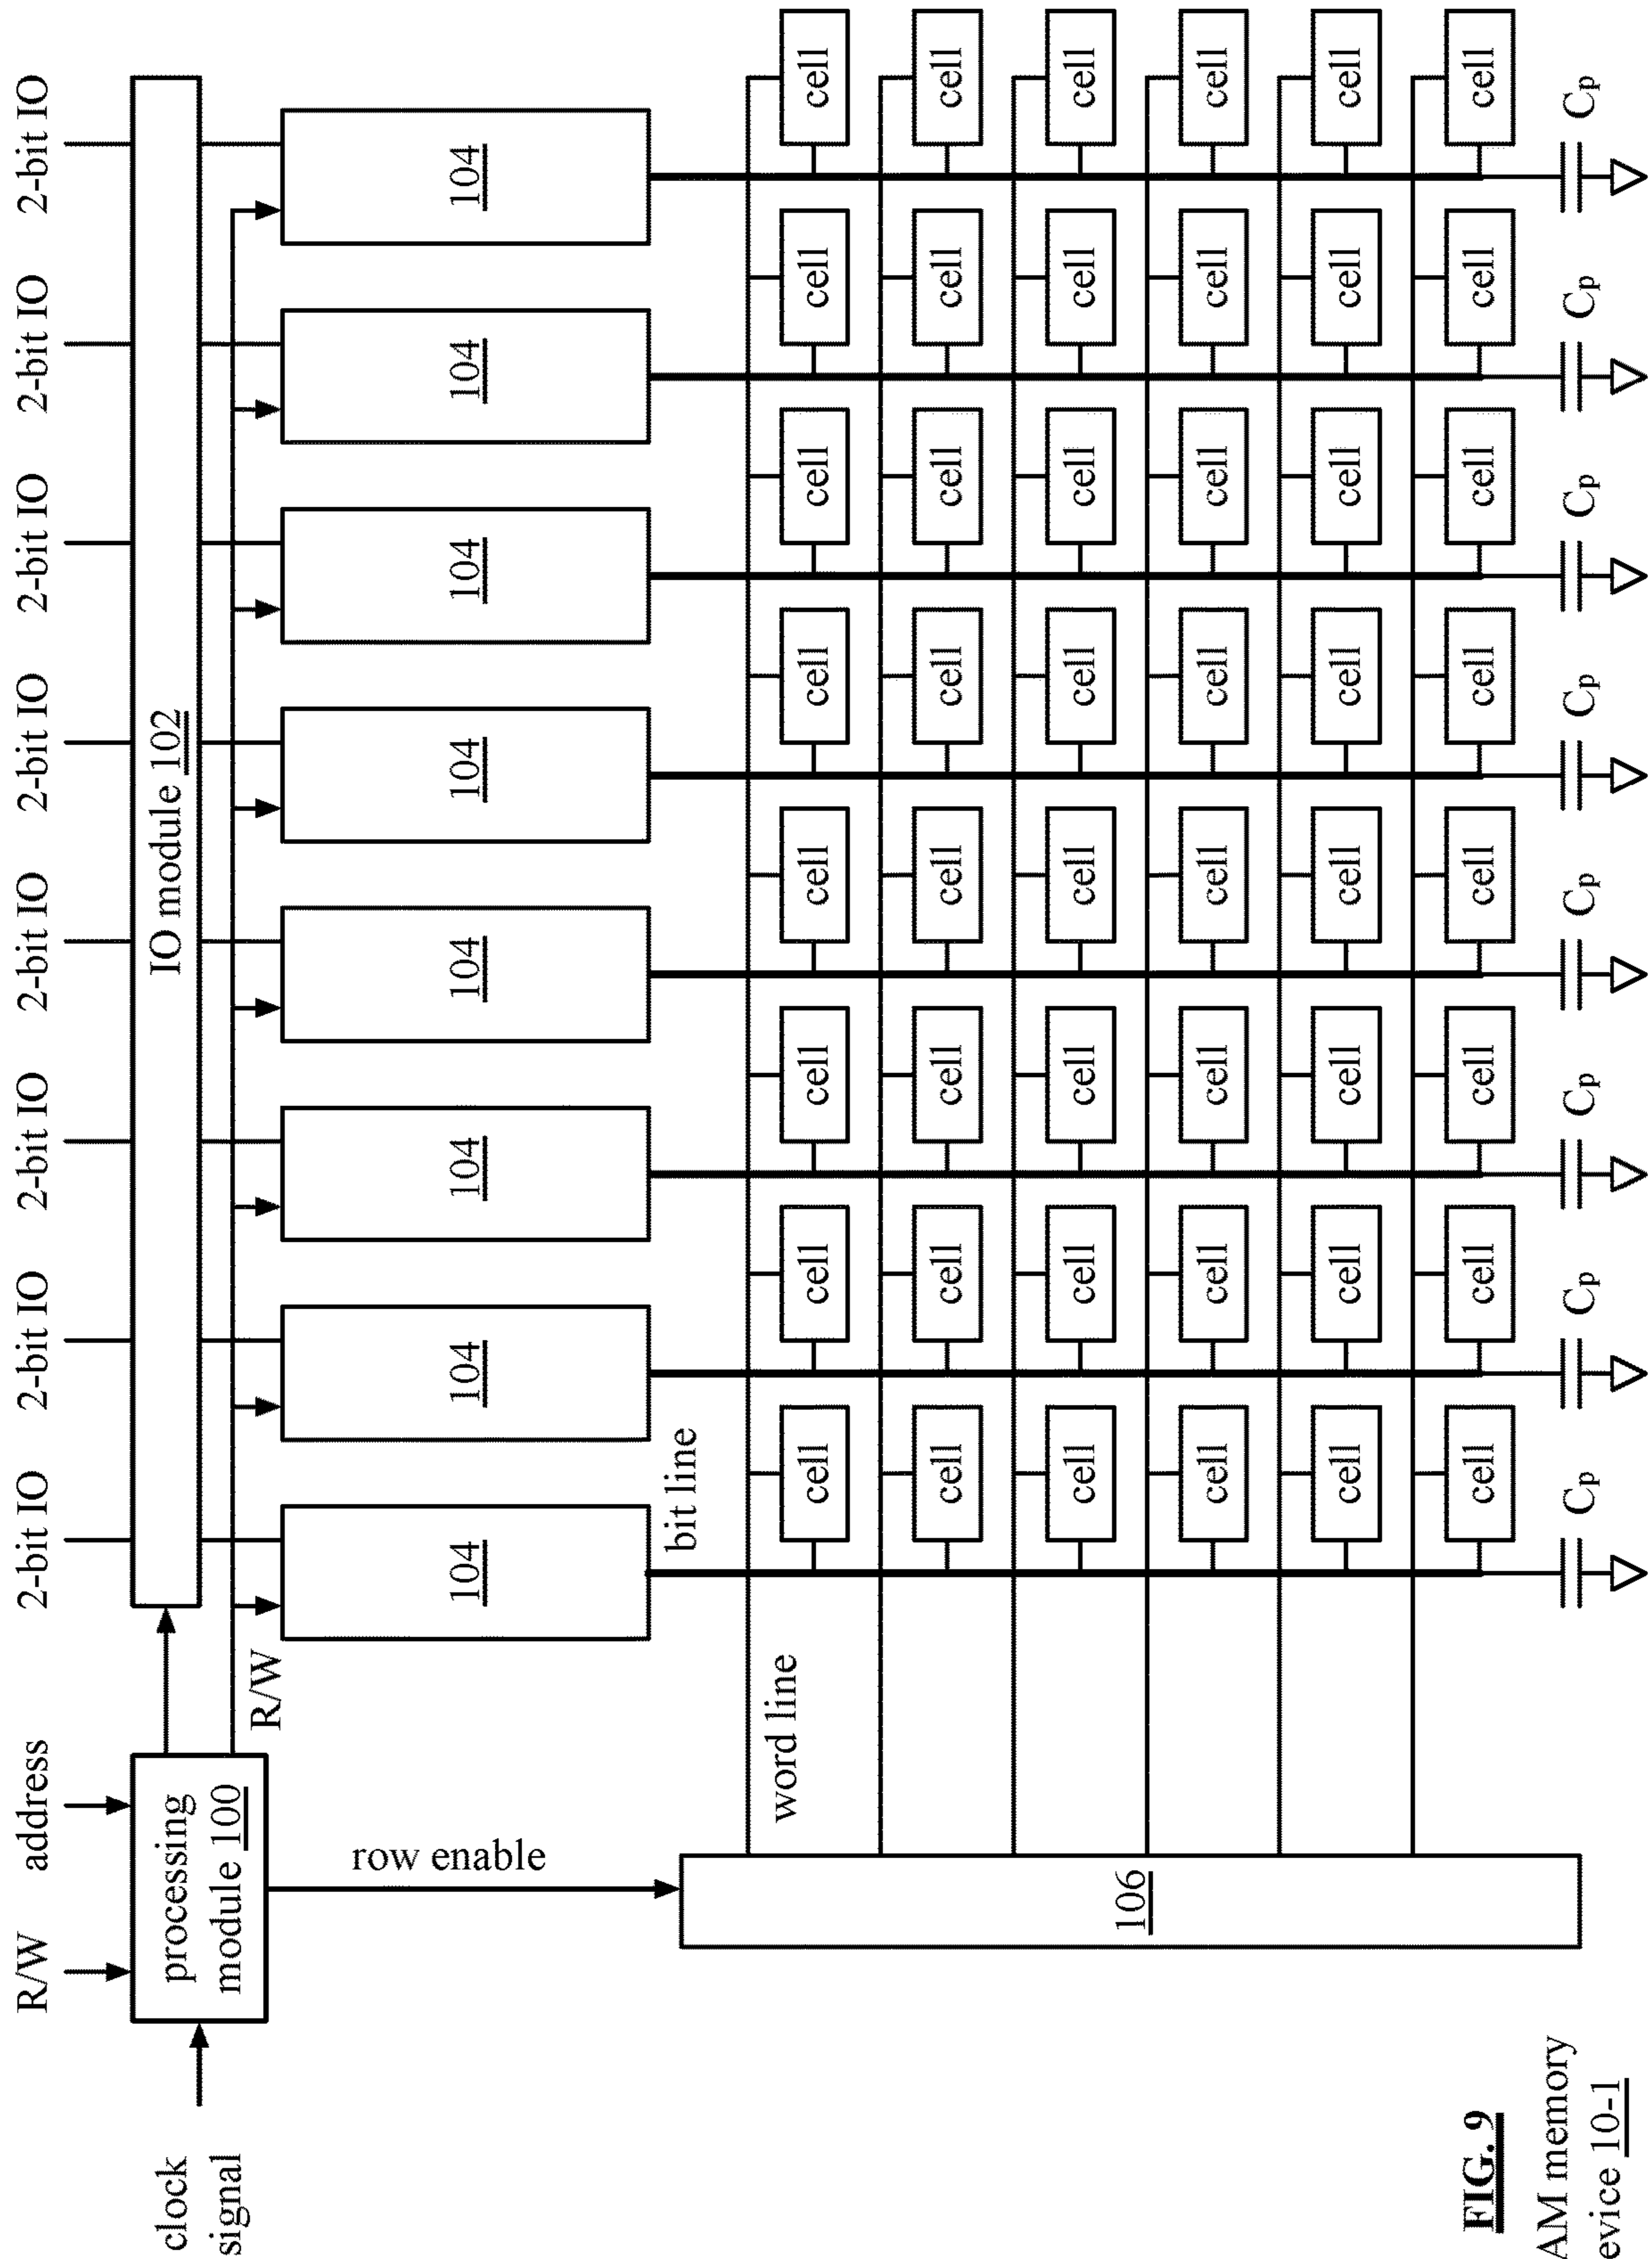 R/W address 2-bit IO 2-bit IO 2-bit IO 2-bit IO 2-bit IO 2-bit IO 2-bit IO 2-bit IO
clock
signal
processing
module 100
IO module 102
R/W
row enable
104 104 104 104 104 104 104 104
bit line
word line
cell cell cell cell cell cell cell cell
cell cell cell cell cell cell cell cell
cell cell cell cell cell cell cell cell
106
cell cell cell cell cell cell cell cell
cell cell cell cell cell cell cell cell
cell cell cell cell cell cell cell cell
Cp Cp Cp Cp Cp Cp Cp Cp
FIG. 9
AM memory
evice 10-1